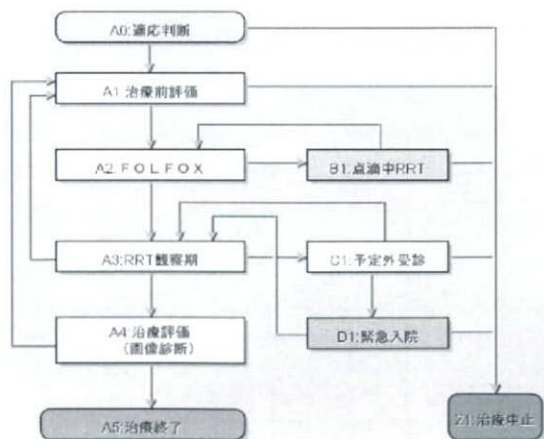 A0:適応判断
A1:治療前評価
A2:ＦＯＬＦＯＸ
B1:点滴中RRT
A3:RRT観察期
C1:予定外受診
A4:治療評価
(画像診断)
D1:緊急入院
A5:治療終了
Z1:治療中止